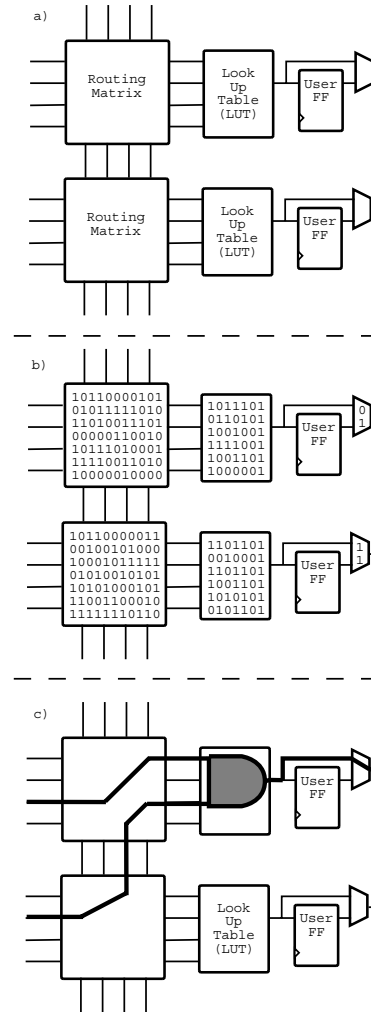 a)
Routing
Matrix
Look
Up
Table
(LUT)
User
FF
Routing
Matrix
Look
Up
Table
(LUT)
User
FF
b)
10110000101
01011111010
11010011101
00000110010
10111010001
11110011010
10000010000
1011101
0110101
1001001
1111001
1001101
1000001
User
FF
0
1
10110000011
00100101000
10001011111
01010010101
10101000101
11001100010
11111110110
1101101
0010001
1101101
1001101
1010101
0101101
User
FF
1
1
c)
User
FF
Look
Up
Table
(LUT)
User
FF